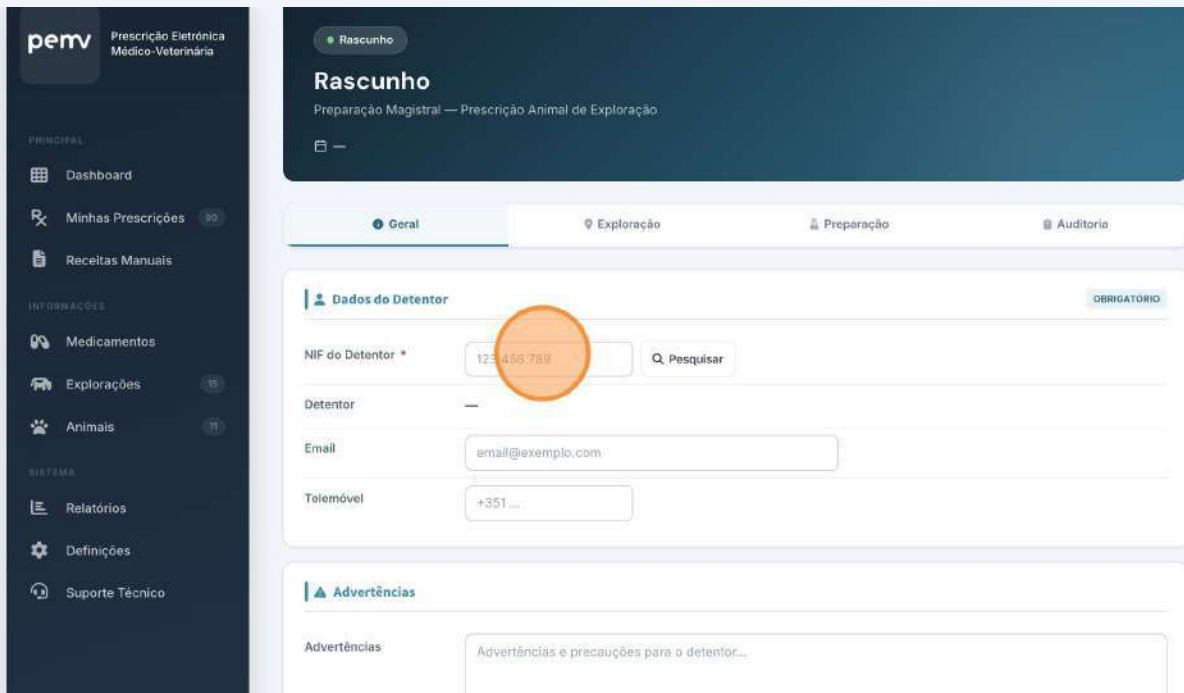 pemv
Prescrição Eletrónica
Médico-Veterinária
PRINCIPAL
Dashboard
Minhas Prescrições 90
Receitas Manuais
INFORMAÇÕES
Medicamentos
Explorações 15
Animais 11
SISTEMA
Relatórios
Definições
Suporte Técnico
Rascunho
Rascunho
Preparação Magistral — Prescrição Animal de Exploração
—
Geral Exploração Preparação Auditoria
Dados do Detentor OBRIGATÓRIO
NIF do Detentor * 123 456 789 Pesquisar
Detentor —
Email email@exemplo.com
Telemóvel +351 ...
Advertências
Advertências Advertências e precauções para o detentor...